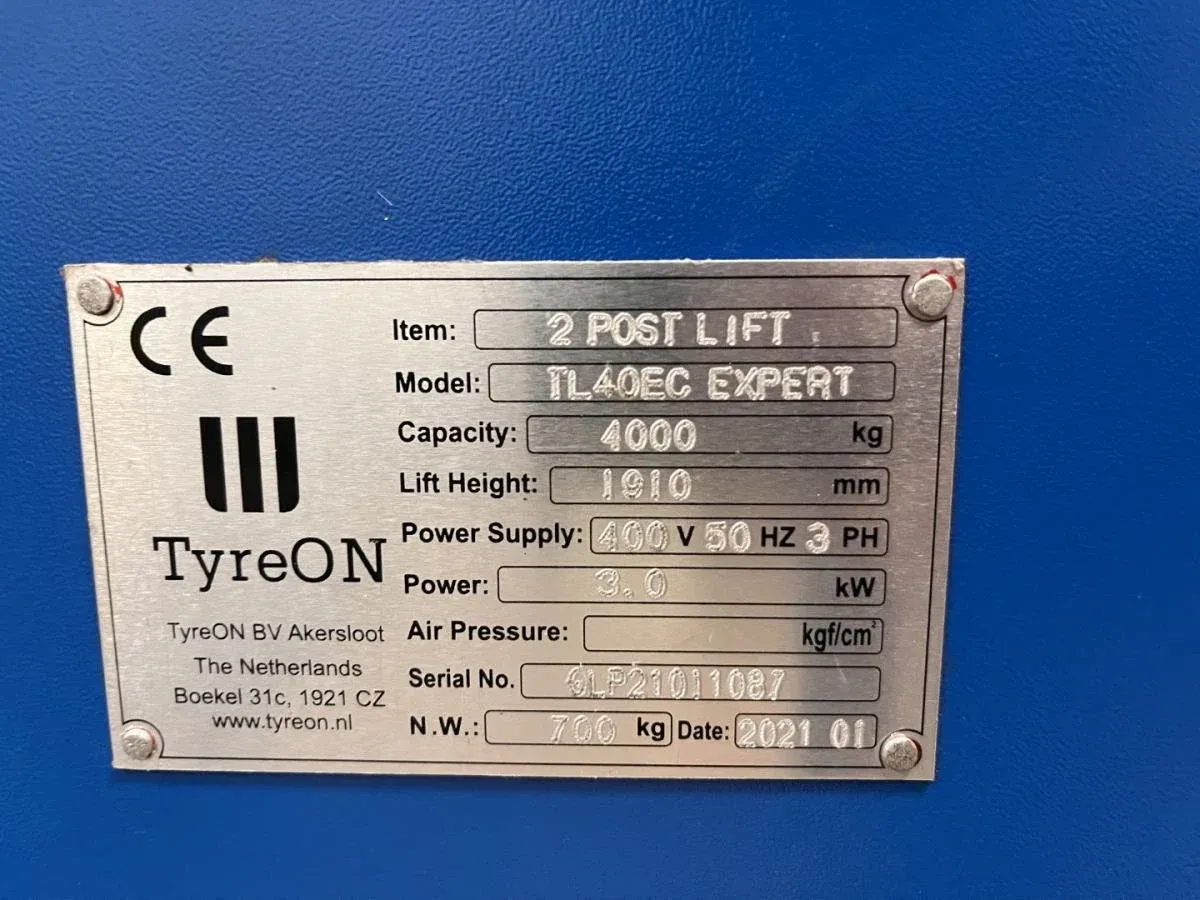 CE
TyreON
TyreON BV Akersloot
The Netherlands
Boekel 31c, 1921 CZ
www.tyreon.nl
Item: 2 POST LIFT
Model: TL40EC EXPERT
Capacity: 4000 kg
Lift Height: 1910 mm
Power Supply: 400 V 50 HZ 3 PH
Power: 3.0 kW
Air Pressure: kgf/cm²
Serial No.
N.W.: 700 kg Date: 2021 01